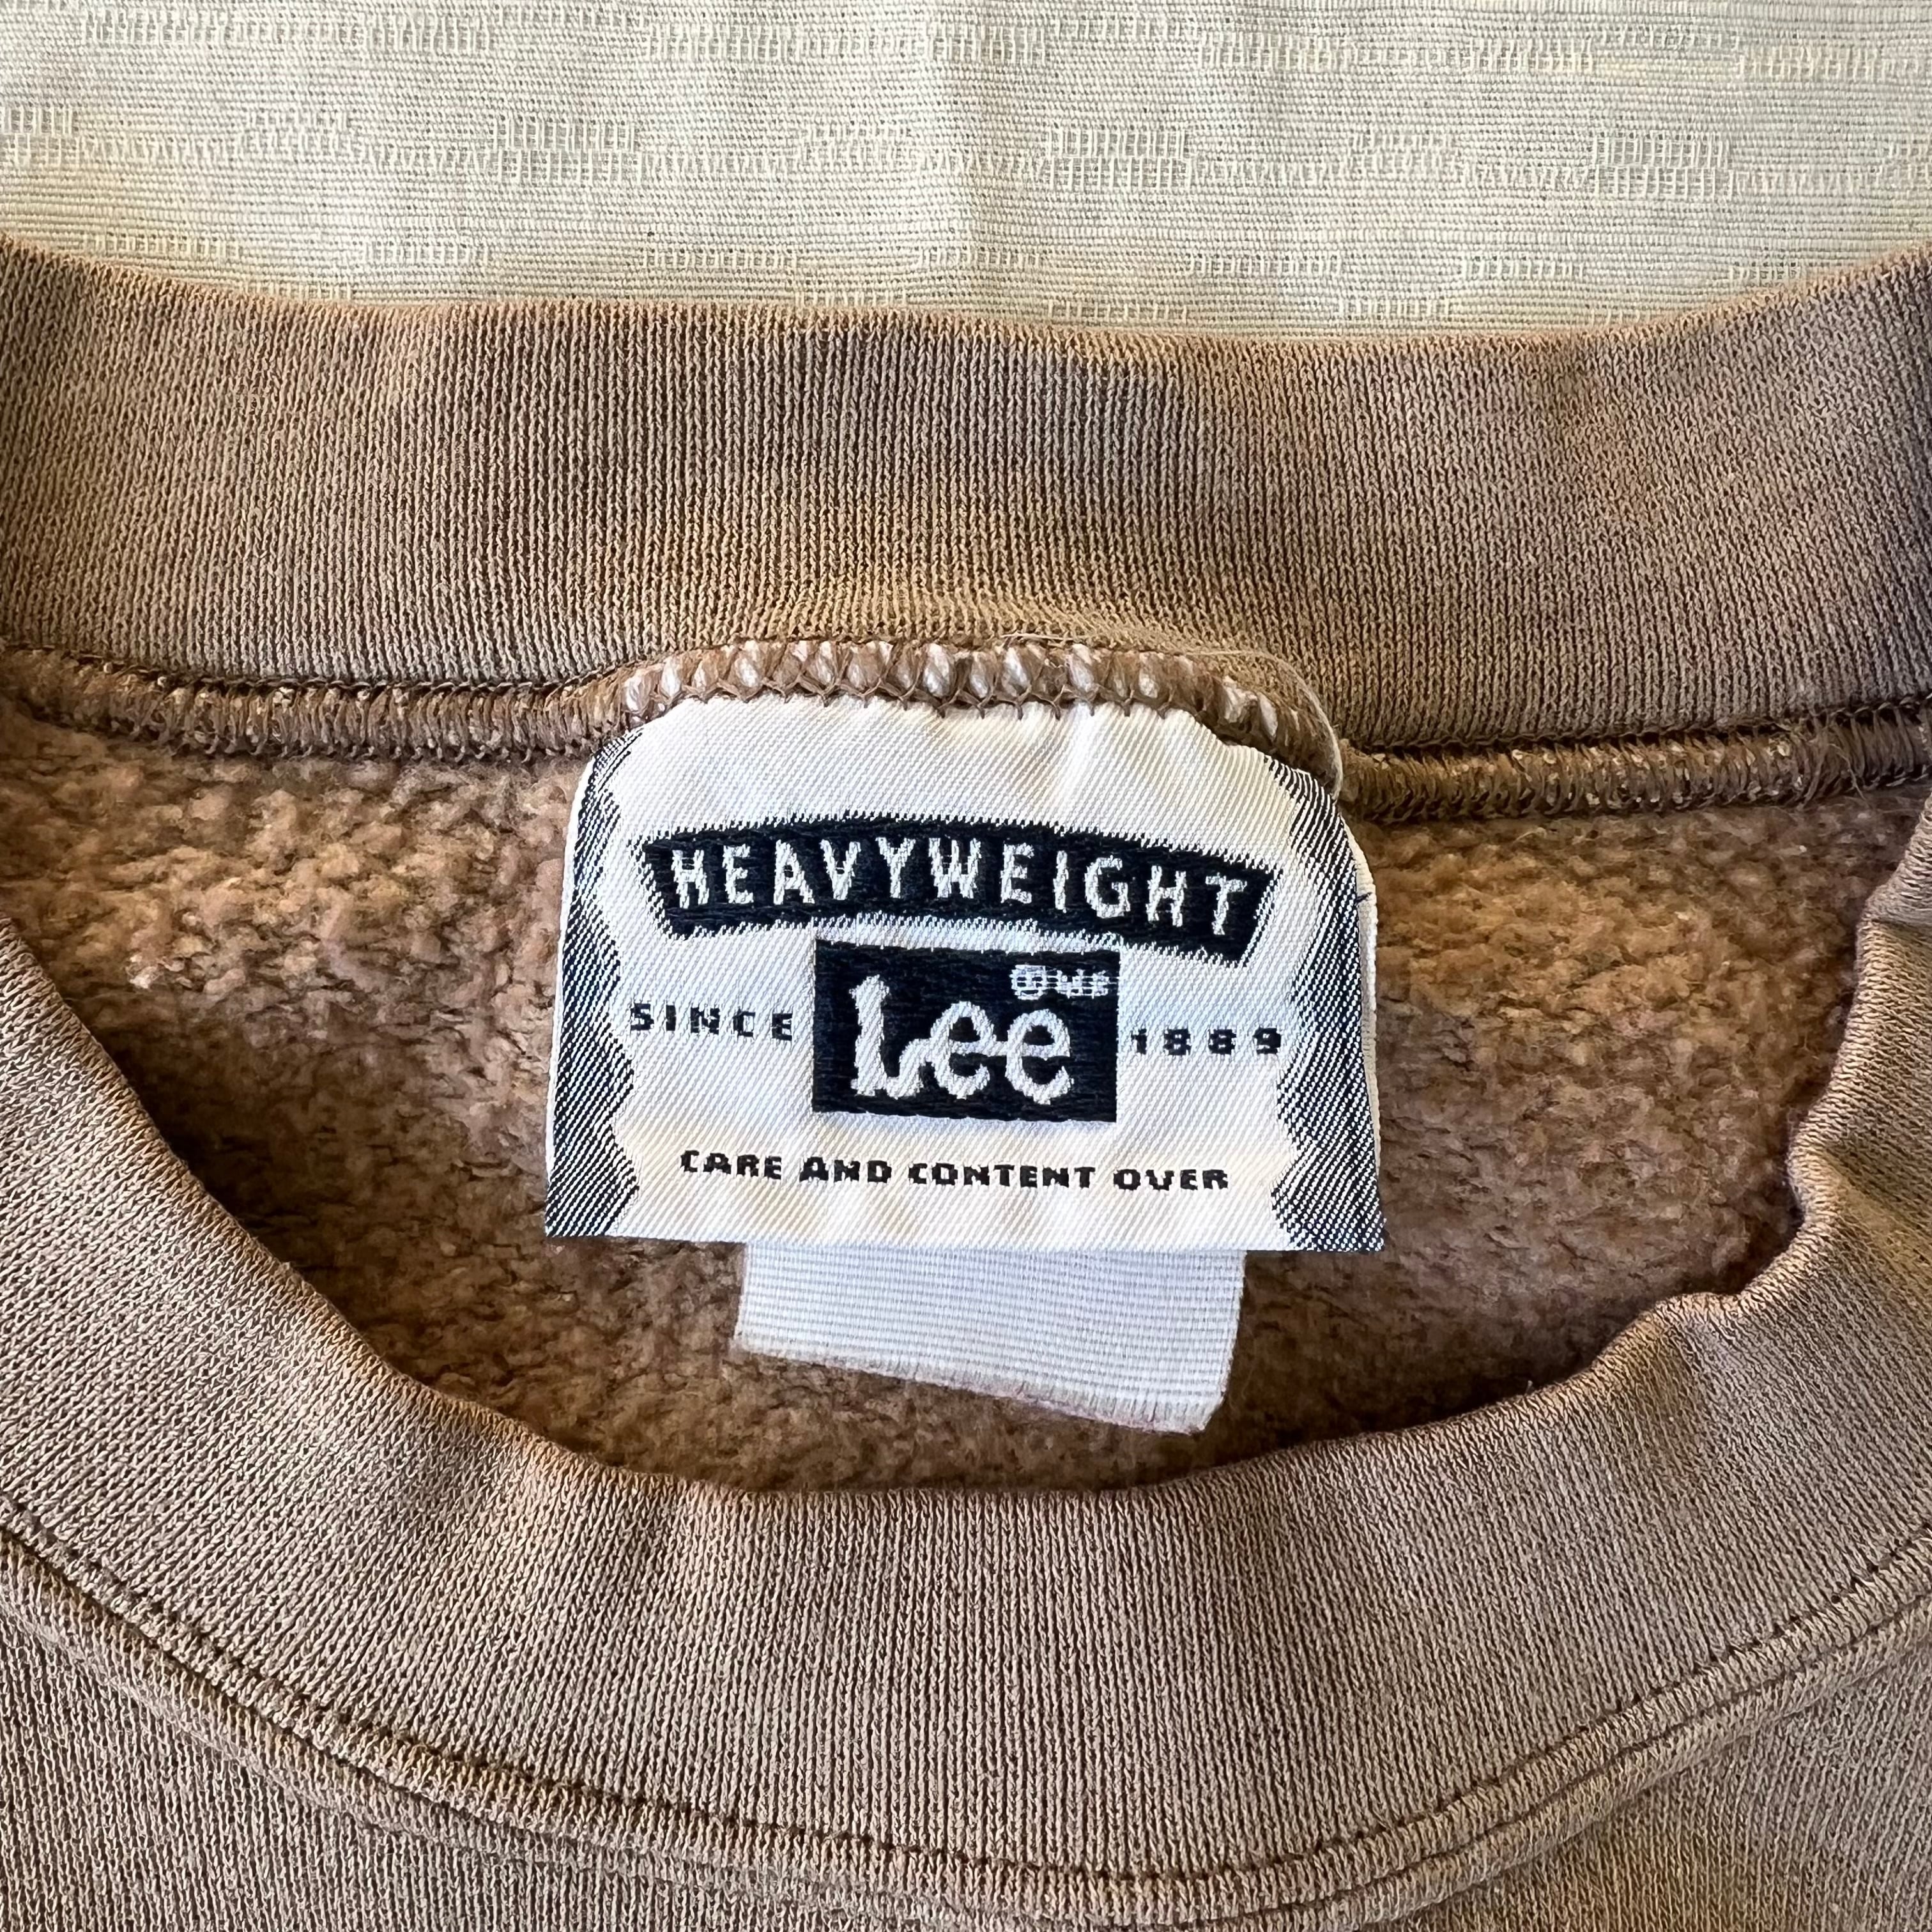 HEAVYWEIGHT
Lee
SINCE 1889
CARE AND CONTENT OVER